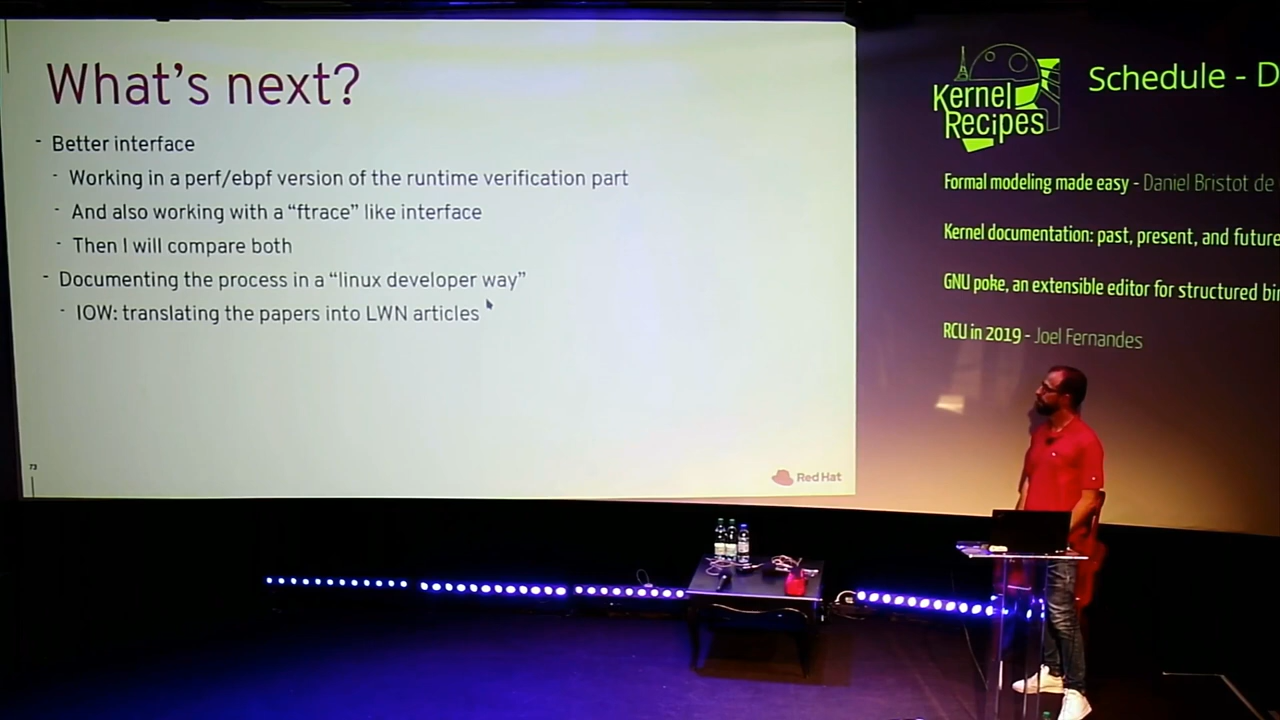 What's next?
- Better interface
- Working in a perf/ebpf version of the runtime verification part
- And also working with a “ftrace” like interface
- Then I will compare both
- Documenting the process in a “linux developer way”
- IOW: translating the papers into LWN articles
73
Red Hat
Kernel
Recipes
Schedule - D
Formal modeling made easy - Daniel Bristot de
Kernel documentation: past, present, and future
GNU poke, an extensible editor for structured bin
RCU in 2019 - Joel Fernandes